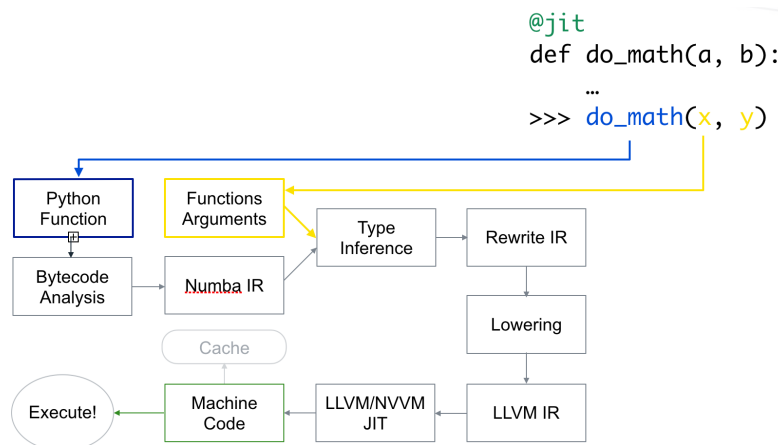 @jit
def do_math(a, b):
…
>>> do_math(x, y)
Python
Function
Functions
Arguments
Type
Inference
Rewrite IR
Bytecode
Analysis
Numba IR
Lowering
Cache
Execute!
Machine
Code
LLVM/NVVM
JIT
LLVM IR